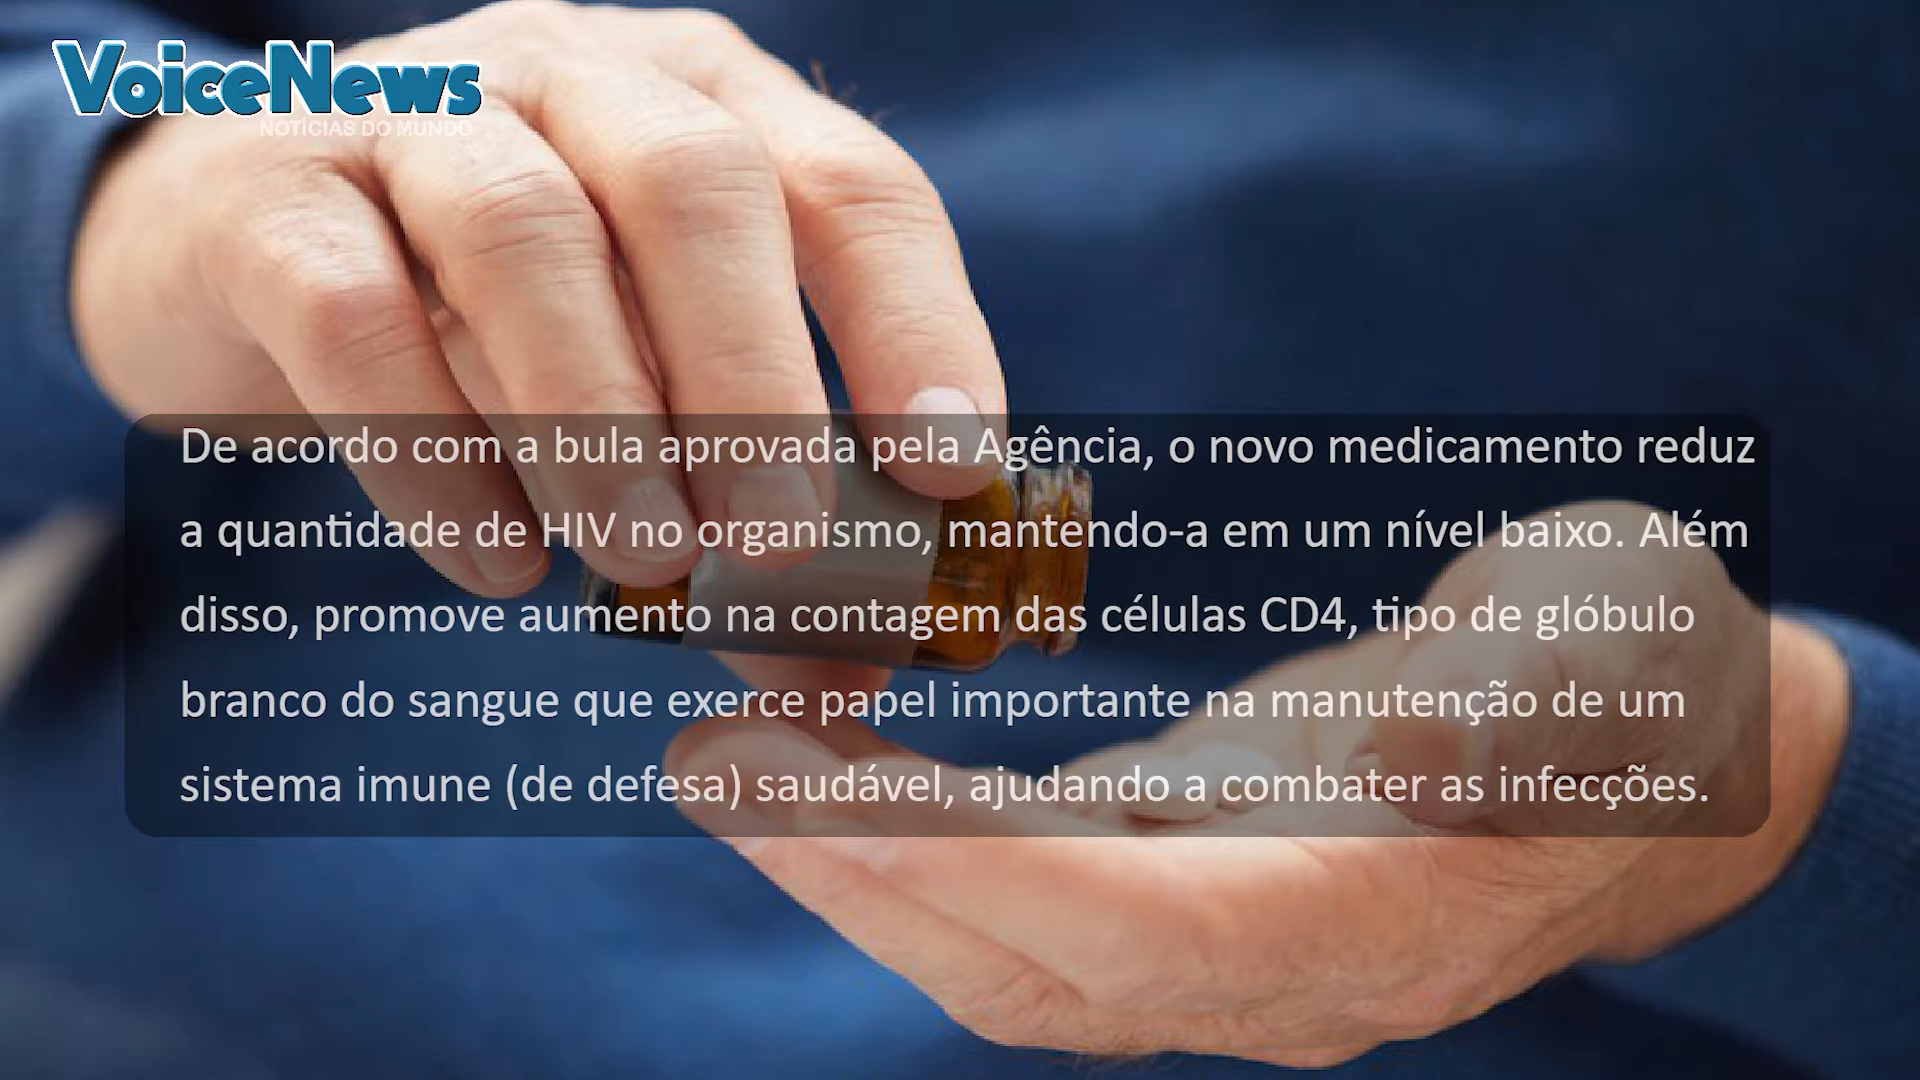 VoiceNews
NOTÍCIAS DO MUNDO
De acordo com a bula aprovada pela Agência, o novo medicamento reduz
a quantidade de HIV no organismo, mantendo-a em um nível baixo. Além
disso, promove aumento na contagem das células CD4, tipo de glóbulo
branco do sangue que exerce papel importante na manutenção de um
sistema imune (de defesa) saudável, ajudando a combater as infecções.